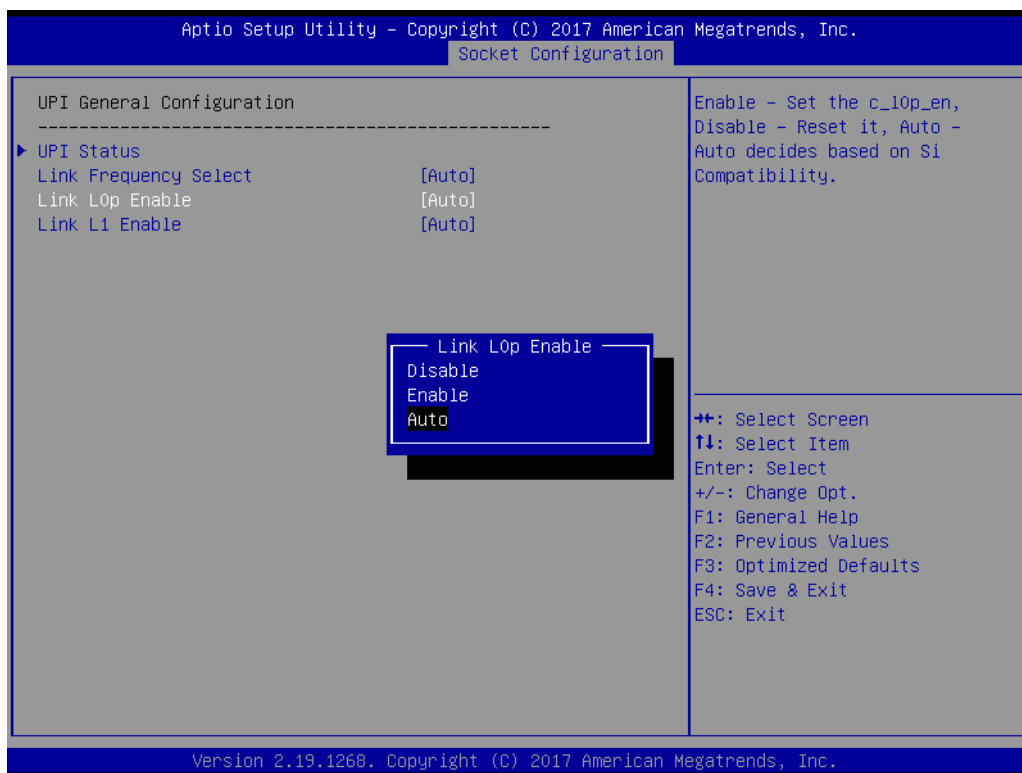 Aptio Setup Utility – Copyright (C) 2017 American Megatrends, Inc.
Socket Configuration
UPI General Configuration
UPI Status
Link Frequency Select [Auto]
Link L0p Enable [Auto]
Link L1 Enable [Auto]
Enable – Set the c_l0p_en,
Disable – Reset it, Auto –
Auto decides based on Si
Compatibility.
Link L0p Enable
Disable
Enable
Auto
→←: Select Screen
↑↓: Select Item
Enter: Select
+/-: Change Opt.
F1: General Help
F2: Previous Values
F3: Optimized Defaults
F4: Save & Exit
ESC: Exit
Version 2.19.1268. Copyright (C) 2017 American Megatrends, Inc.